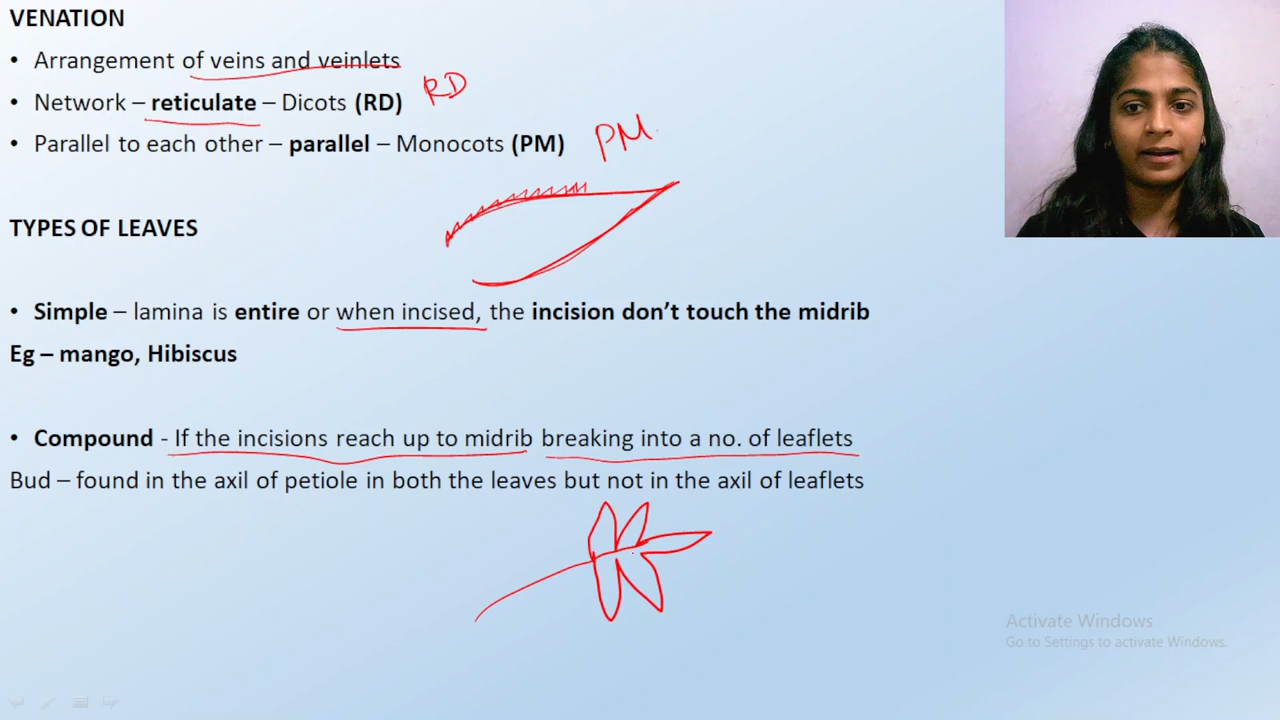 VENATION
• Arrangement of veins and veinlets
• Network – reticulate – Dicots (RD) RD
• Parallel to each other – parallel – Monocots (PM) PM
TYPES OF LEAVES
• Simple – lamina is entire or when incised, the incision don't touch the midrib
Eg – mango, Hibiscus
• Compound - If the incisions reach up to midrib breaking into a no. of leaflets
Bud – found in the axil of petiole in both the leaves but not in the axil of leaflets
Activate Windows
Go to Settings to activate Windows.